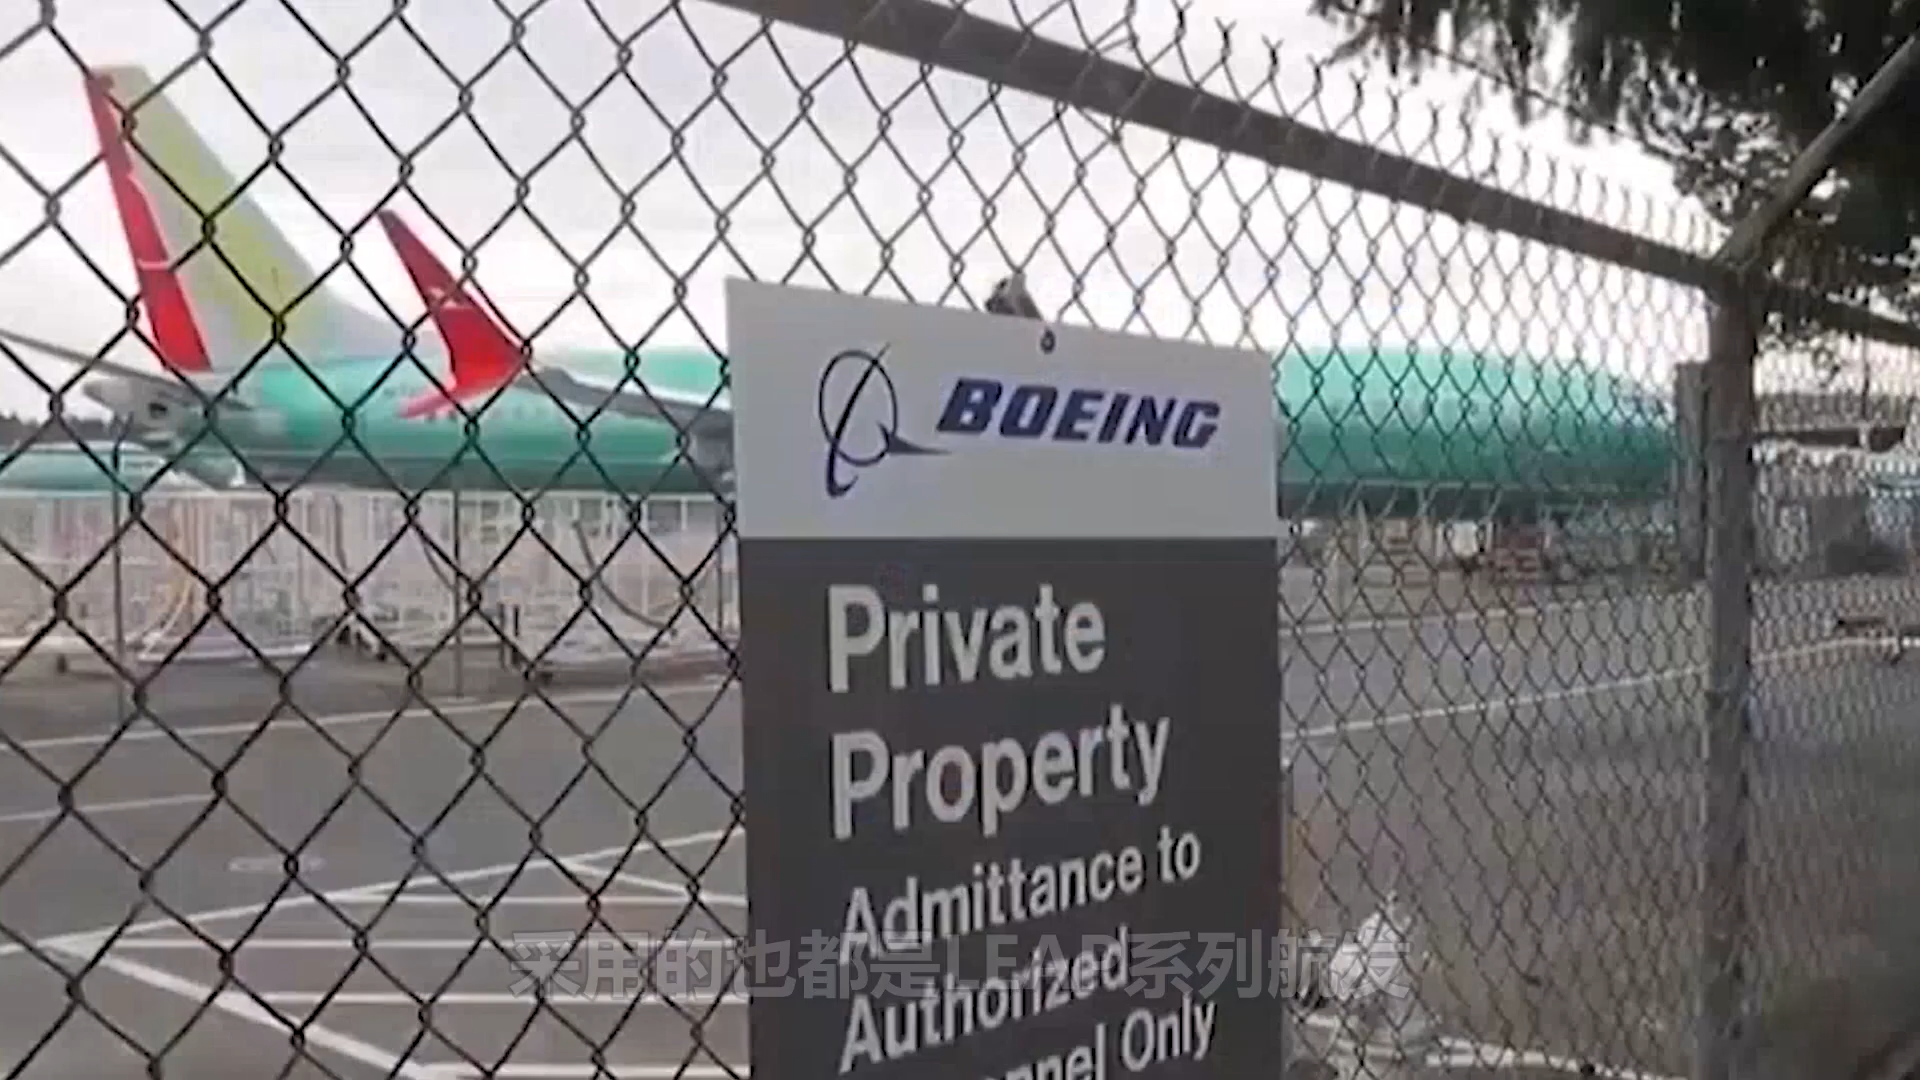 BOEING
Private
Property
Admittance to
Authorized
Personnel Only
采用的也都是LEAP系列航发